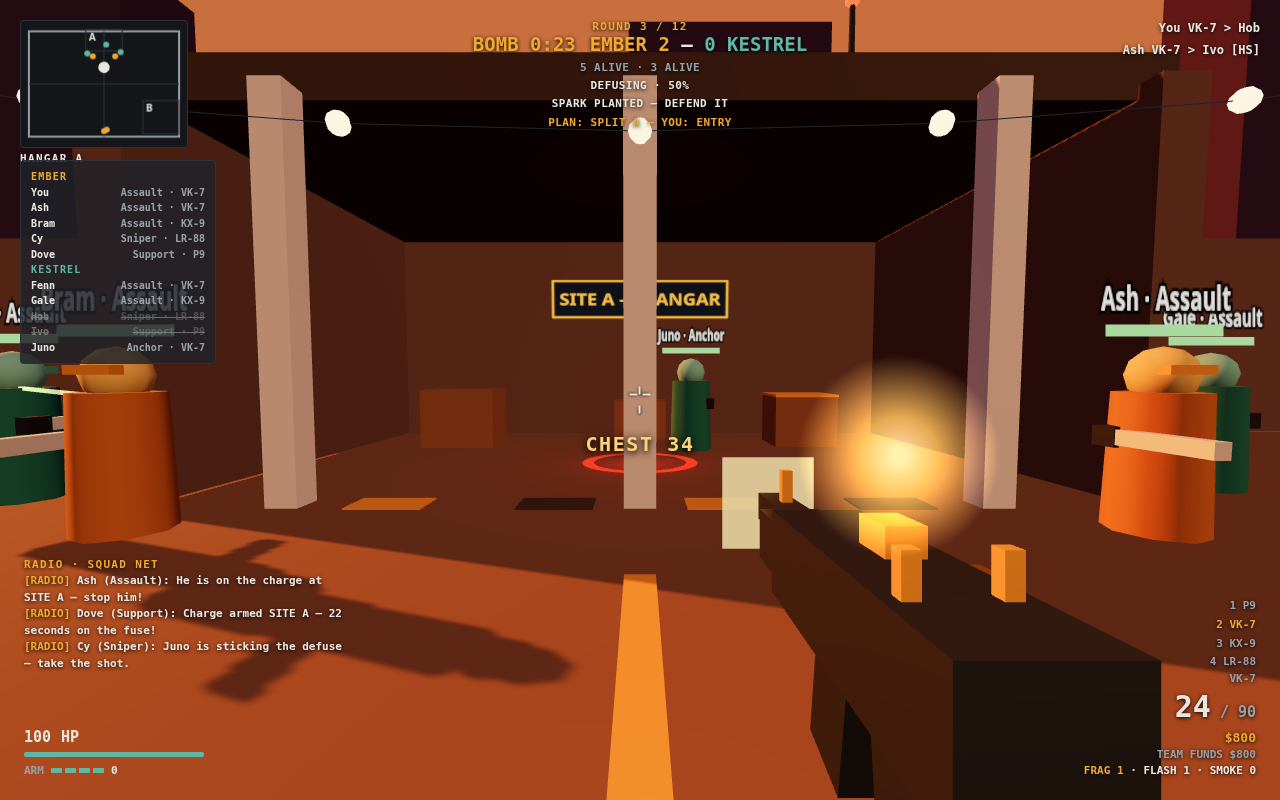 A
B
HANGAR A
ROUND 3 / 12
BOMB 0:23 EMBER 2 — 0 KESTREL
5 ALIVE · 3 ALIVE
DEFUSING · 50%
SPARK PLANTED — DEFEND IT
PLAN: SPLIT A — YOU: ENTRY
You VK-7 > Hob
Ash VK-7 > Ivo [HS]
EMBER
You Assault · VK-7
Ash Assault · VK-7
Bram Assault · KX-9
Cy Sniper · LR-88
Dove Support · P9
KESTREL
Fenn Assault · VK-7
Gale Assault · KX-9
Hob Sniper · LR-88
Ivo Support · P9
Juno Anchor · VK-7
Bram · Assault
Ash · Assault
Gale · Assault
SITE A - HANGAR
Juno · Anchor
CHEST 34
RADIO · SQUAD NET
[RADIO] Ash (Assault): He is on the charge at
SITE A — stop him!
[RADIO] Dove (Support): Charge armed SITE A — 22
seconds on the fuse!
[RADIO] Cy (Sniper): Juno is sticking the defuse
— take the shot.
100 HP
ARM 0
1 P9
2 VK-7
3 KX-9
4 LR-88
VK-7
24 / 90
$800
TEAM FUNDS $800
FRAG 1 · FLASH 1 · SMOKE 0